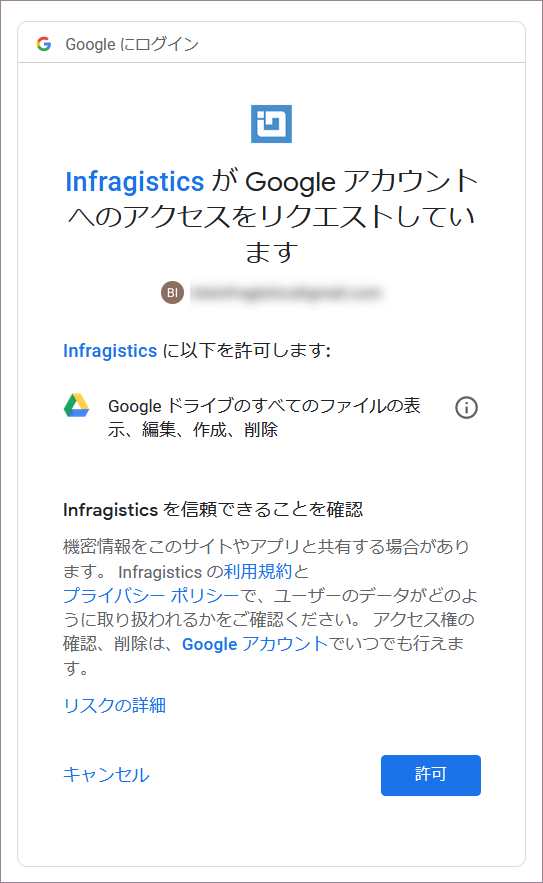 Google にログイン
Infragistics が Google アカウント
へのアクセスをリクエストしてい
ます
BI
Infragistics に以下を許可します:
Google ドライブのすべてのファイルの表
示、編集、作成、削除
Infragistics を信頼できることを確認
機密情報をこのサイトやアプリと共有する場合があり
ます。 Infragistics の利用規約と
プライバシー ポリシーで、ユーザーのデータがどのよ
うに取り扱われるかをご確認ください。 アクセス権の
確認、削除は、Google アカウントでいつでも行えま
す。
リスクの詳細
キャンセル
許可